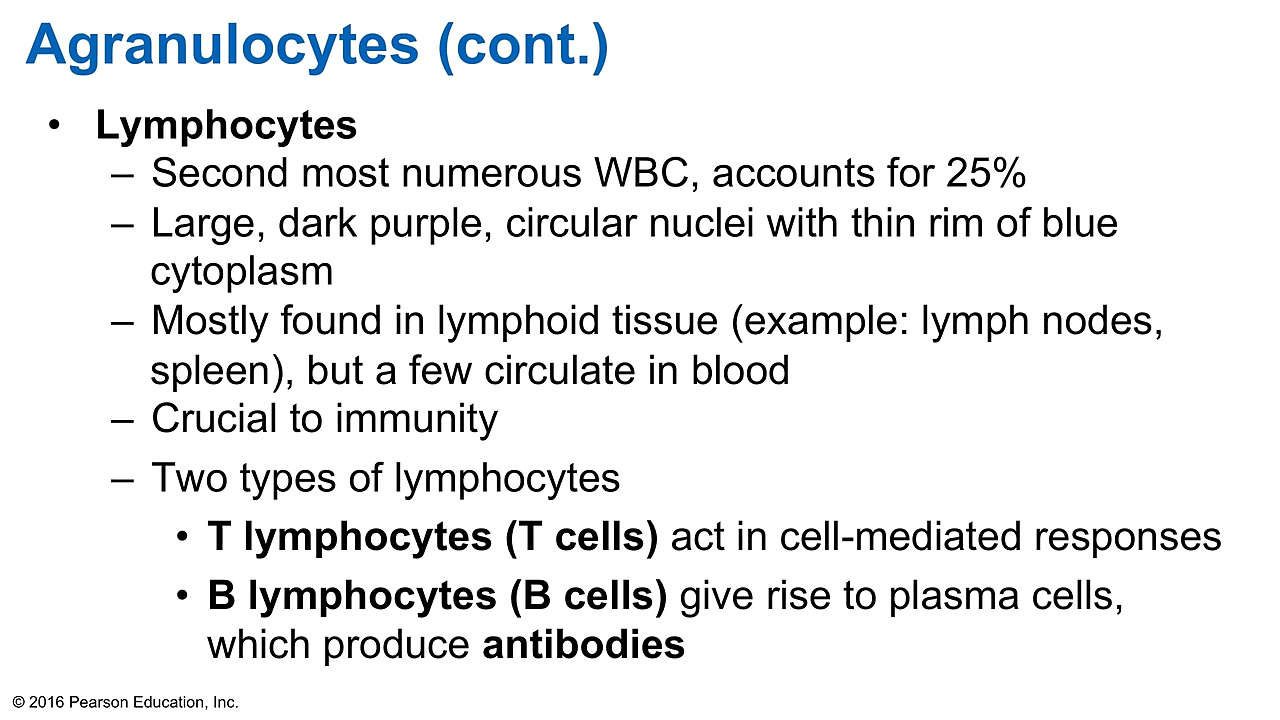 Agranulocytes (cont.)
• Lymphocytes
– Second most numerous WBC, accounts for 25%
– Large, dark purple, circular nuclei with thin rim of blue
cytoplasm
– Mostly found in lymphoid tissue (example: lymph nodes,
spleen), but a few circulate in blood
– Crucial to immunity
– Two types of lymphocytes
• T lymphocytes (T cells) act in cell-mediated responses
• B lymphocytes (B cells) give rise to plasma cells,
which produce antibodies
© 2016 Pearson Education, Inc.